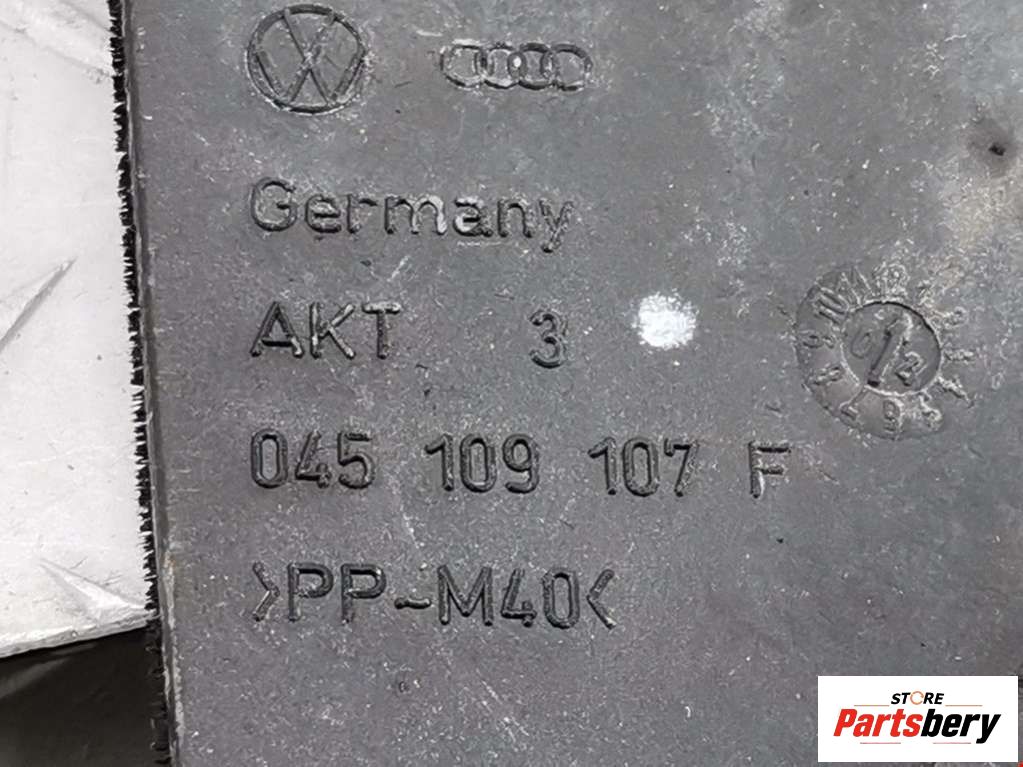 Germany
AKT 3
045 109 107 F
>PP-M40<
STORE
Partsbery